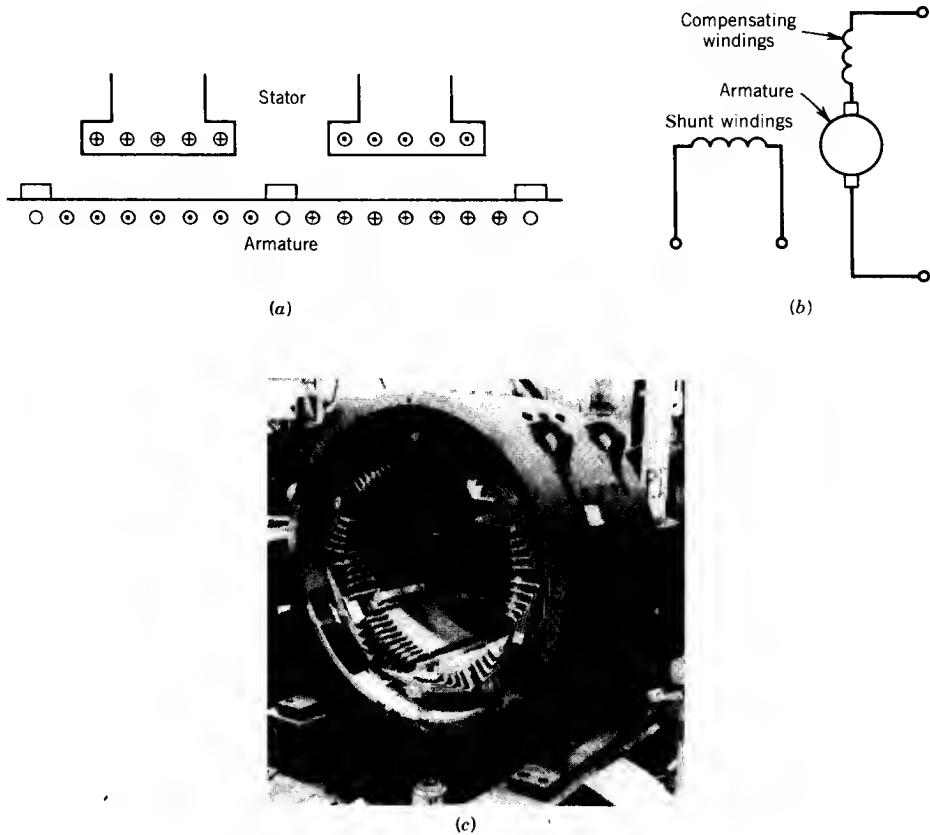 Stator
Armature
(a)
Compensating
windings
Armature
Shunt windings
(b)
(c)